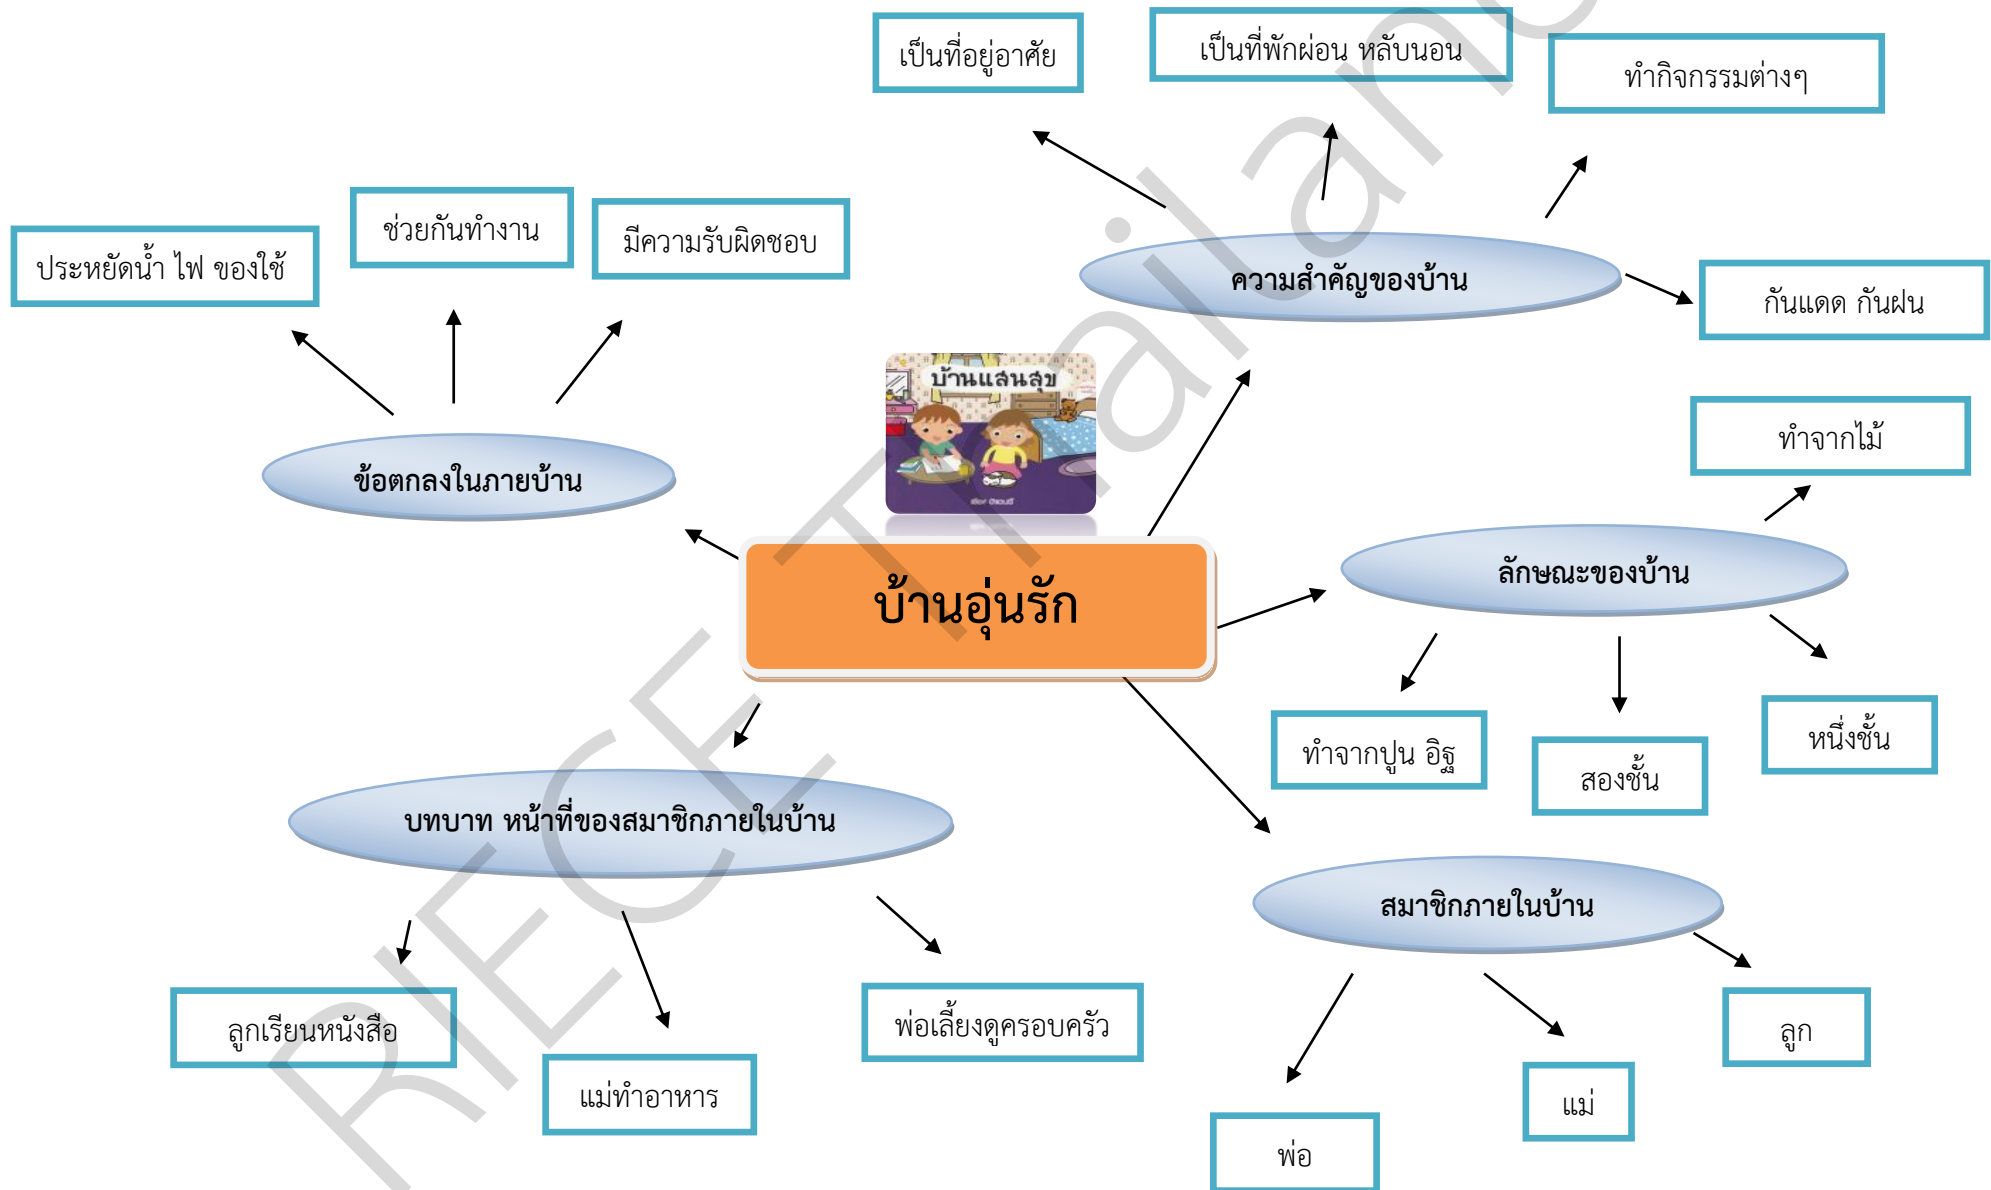 เป็นที่อยู่อาศัย
เป็นที่พักผ่อน หลับนอน
ทำกิจกรรมต่างๆ
ประหยัดน้ำ ไฟ ของใช้
ช่วยกันทำงาน
มีความรับผิดชอบ
ความสำคัญของบ้าน
กันแดด กันฝน
บ้านแสนสุข
ข้อตกลงในภายบ้าน
ทำจากไม้
ลักษณะของบ้าน
บ้านอุ่นรัก
ทำจากปูน อิฐ
สองชั้น
หนึ่งชั้น
บทบาท หน้าที่ของสมาชิกภายในบ้าน
สมาชิกภายในบ้าน
ลูกเรียนหนังสือ
แม่ทำอาหาร
พ่อเลี้ยงดูครอบครัว
พ่อ
แม่
ลูก
RIECE Thailand